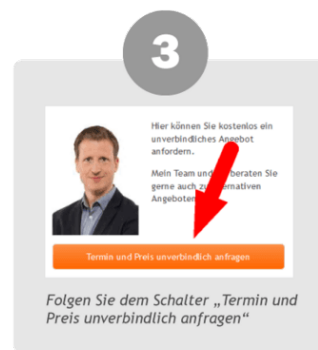 3
Hier können Sie kostenlos ein
unverbindliches Angebot
anfordern.
Mein Team und beraten Sie
gerne auch zu
Angeboten
Termin und Preis unverbindlich anfragen
Folgen Sie dem Schalter „Termin und
Preis unverbindlich anfragen“